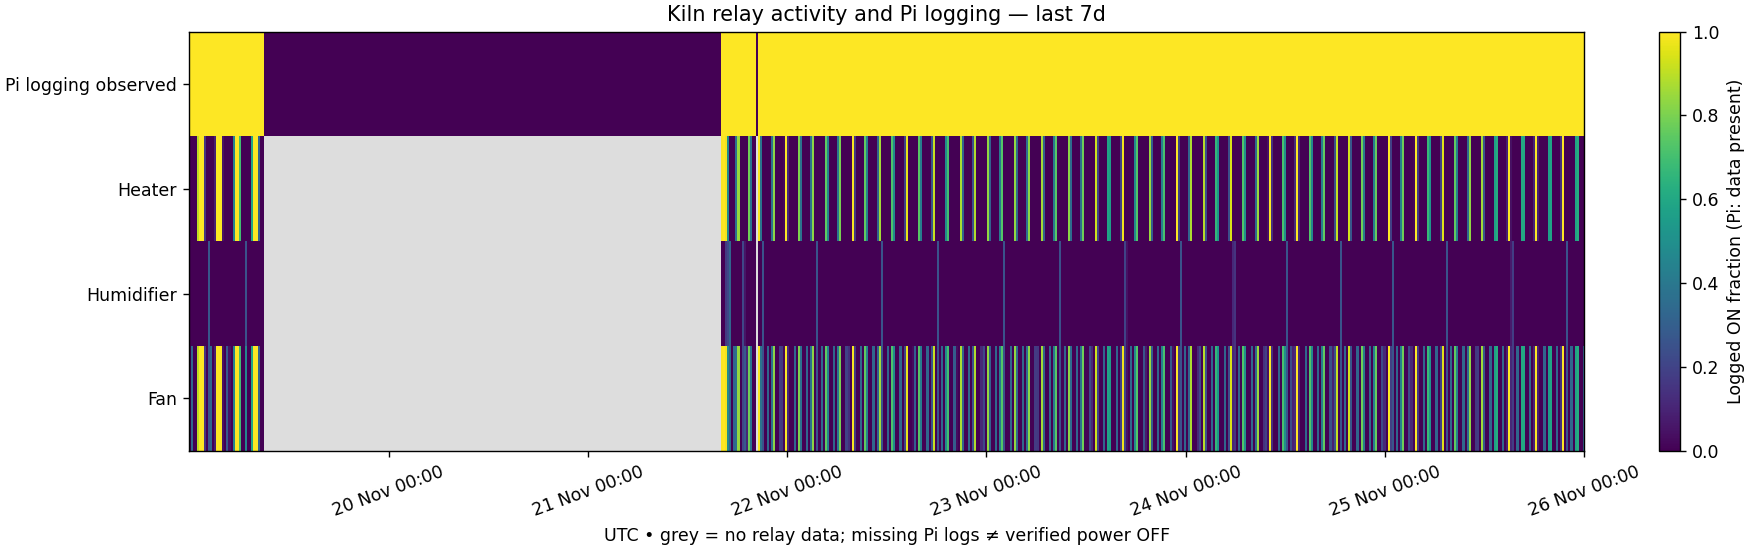 Kiln relay activity and Pi logging — last 7d
Pi logging observed
Heater
Humidifier
Fan
20 Nov 00:00
21 Nov 00:00
22 Nov 00:00
23 Nov 00:00
24 Nov 00:00
25 Nov 00:00
26 Nov 00:00
UTC • grey = no relay data; missing Pi logs ≠ verified power OFF
1.0
0.8
0.6
0.4
0.2
0.0
Logged ON fraction (Pi: data present)